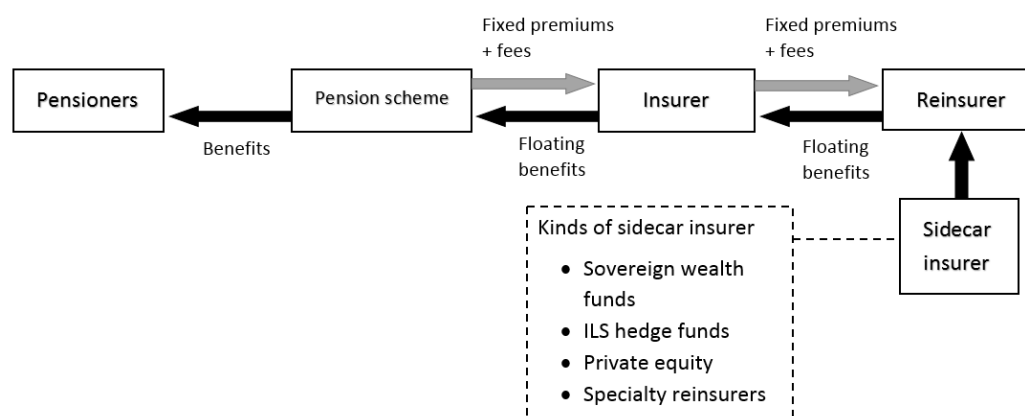 Fixed premiums
+ fees
Fixed premiums
+ fees
Pensioners
Pension scheme
Insurer
Reinsurer
Benefits
Floating
benefits
Floating
benefits
Kinds of sidecar insurer
• Sovereign wealth
funds
• ILS hedge funds
• Private equity
• Specialty reinsurers
Sidecar
insurer